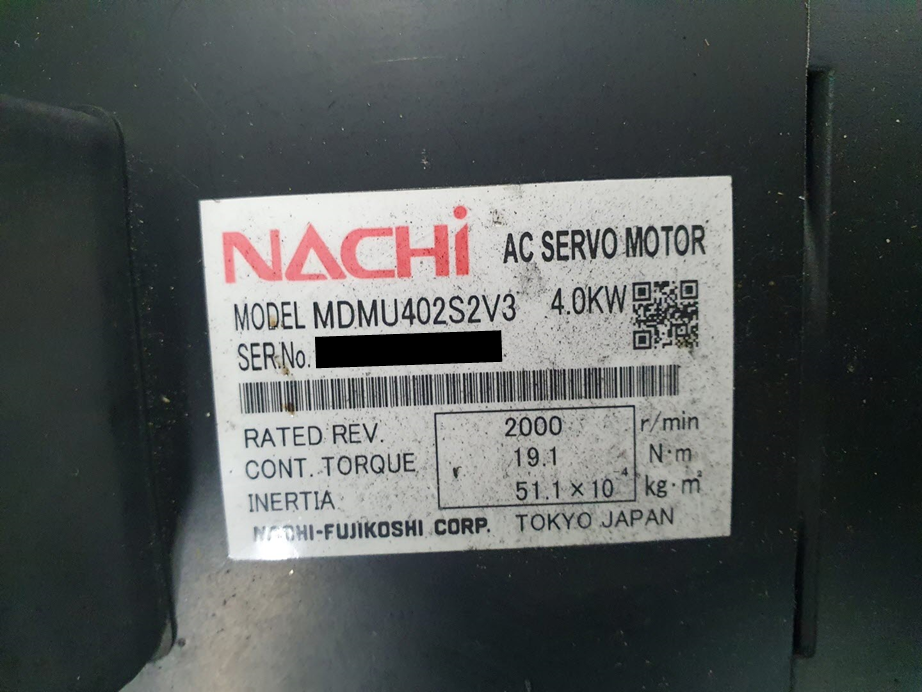 NACHi AC SERVO MOTOR
MODEL MDMU402S2V3 4.0KW
SER.No.
RATED REV. 2000 r/min
CONT. TORQUE 19.1 N·m
INERTIA 51.1×10⁻⁴ kg·m²
NACHI-FUJIKOSHI CORP. TOKYO JAPAN